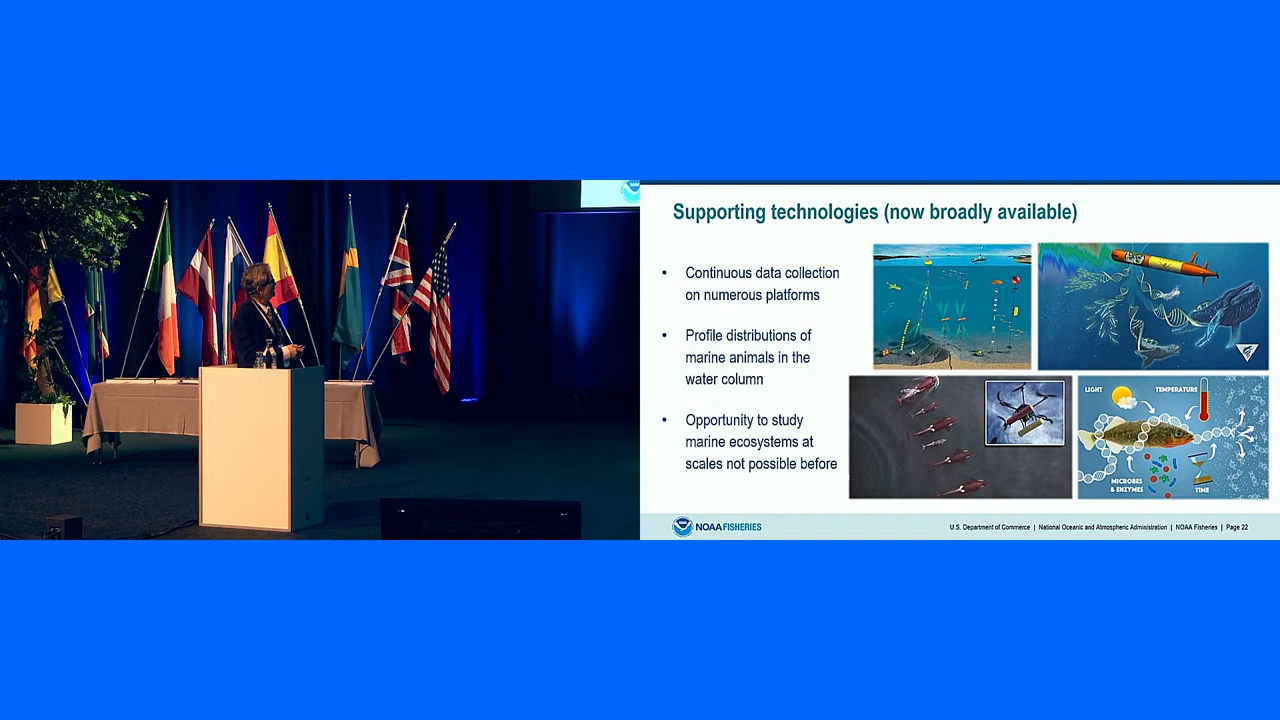 Supporting technologies (now broadly available)
• Continuous data collection
on numerous platforms
• Profile distributions of
marine animals in the
water column
• Opportunity to study
marine ecosystems at
scales not possible before
LIGHT
TEMPERATURE
MICROBES
& ENZYMES
TIME
NOAA FISHERIES
U.S. Department of Commerce | National Oceanic and Atmospheric Administration | NOAA Fisheries | Page 22